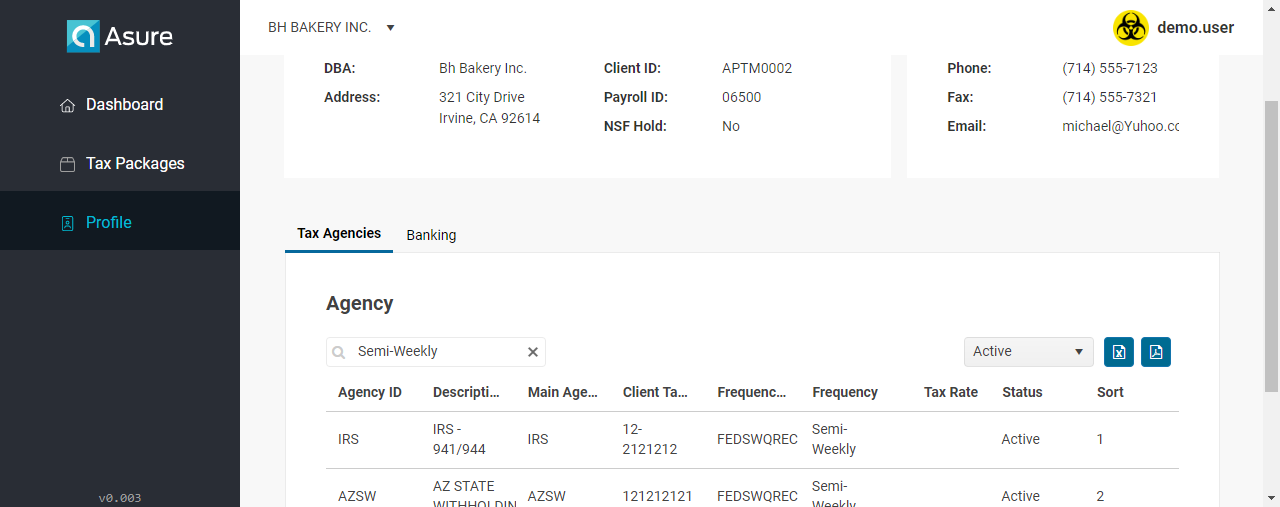 Asure
BH BAKERY INC.
demo.user
Dashboard
Tax Packages
Profile
v0.003
DBA: Bh Bakery Inc. Client ID: APTM0002
Address: 321 City Drive Payroll ID: 06500
Irvine, CA 92614
NSF Hold: No
Phone: (714) 555-7123
Fax: (714) 555-7321
Email: michael@Yuhoo.cc
Tax Agencies Banking
Agency
Semi-Weekly
Active
Agency ID Descripti... Main Age... Client Ta... Frequenc... Frequency Tax Rate Status Sort
IRS IRS - 941/944 IRS 12-2121212 FEDSWQREC Semi-Weekly Active 1
AZSW AZ STATE WITHHOLDIN AZSW 121212121 FEDSWQREC Semi-Weekly Active 2